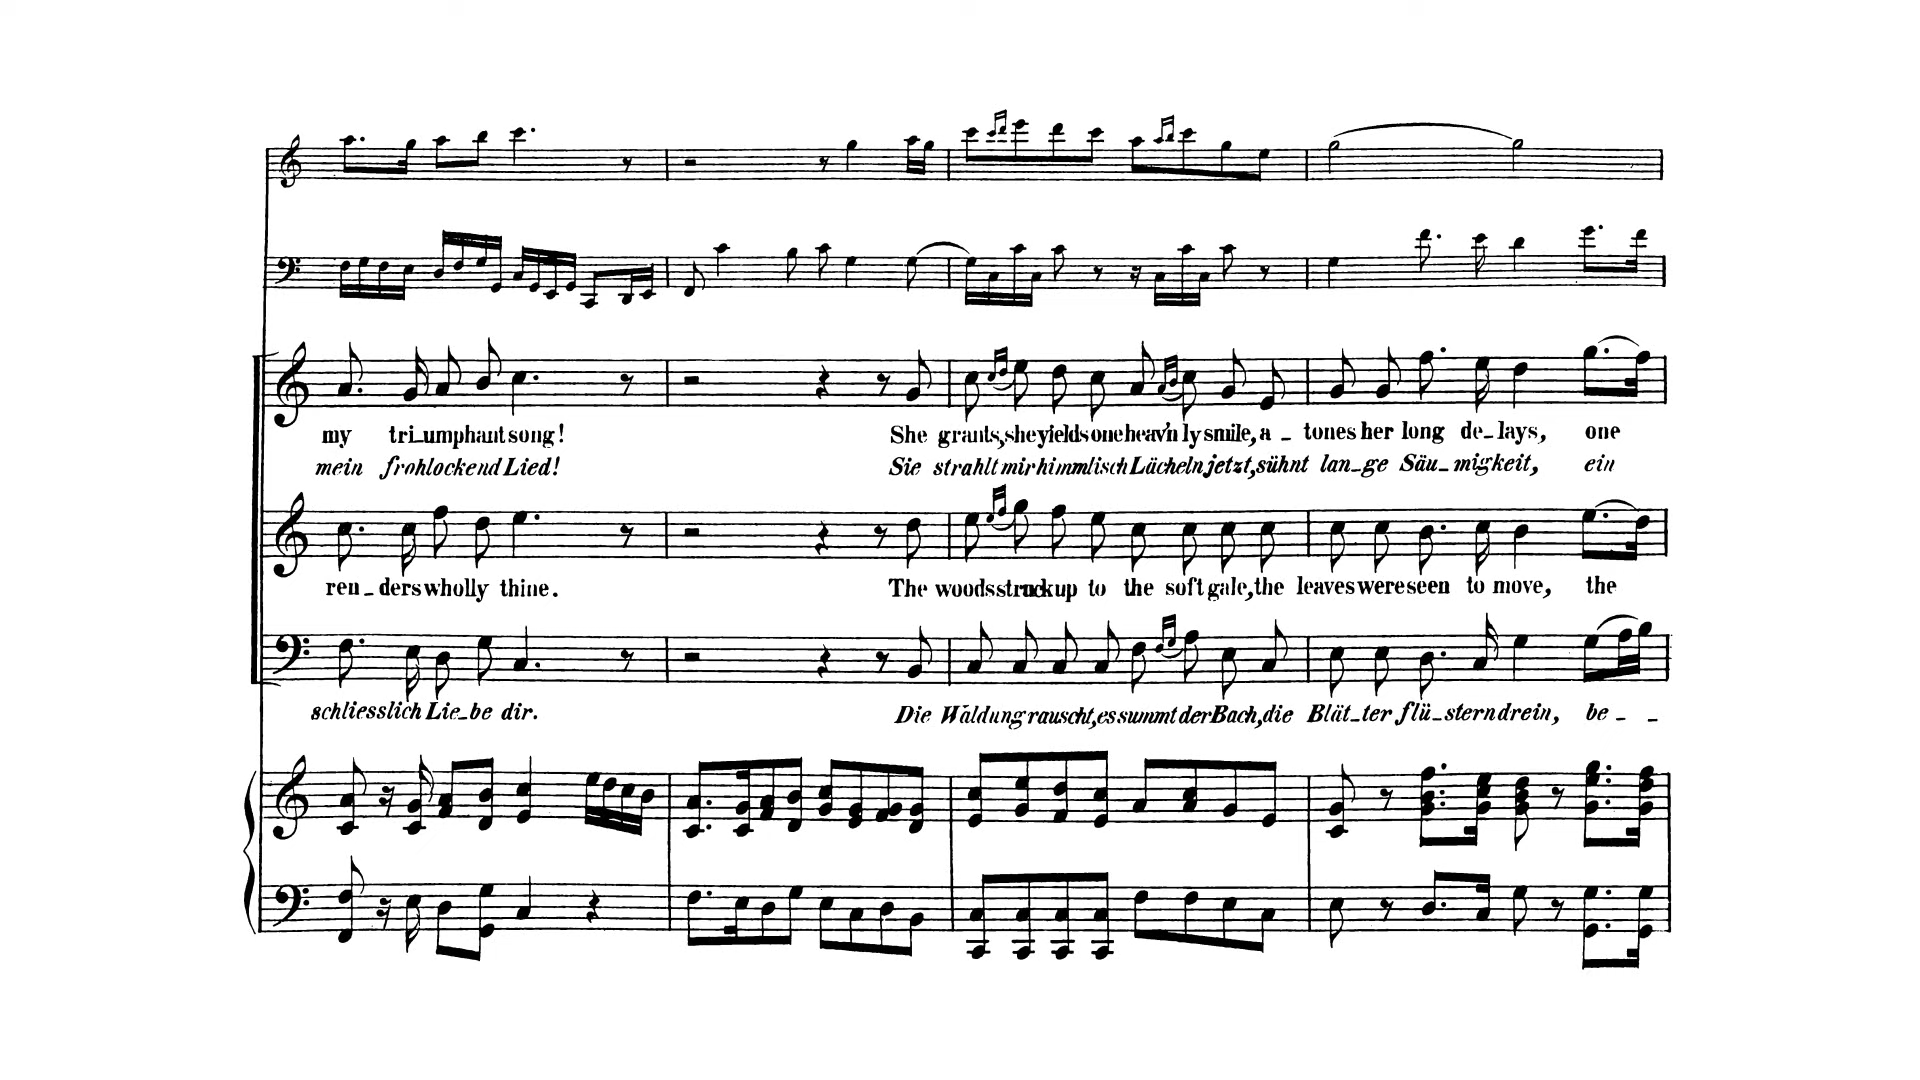 my tri_umphant song! She grants, she yields one heav'n ly smile, a _ tones her long de_lays, one
mein frohlockend Lied! Sie strahlt mir himmlisch Lächeln jetzt, sühnt lan_ge Säu_migkeit, ein
ren_ders wholly thine. The woods struck up to the soft gale, the leaves were seen to move, the
schliesslich Lie_be dir. Die Waldung rauscht, es summt der Bach, die Blät_ter flü_stern drein, be_ _